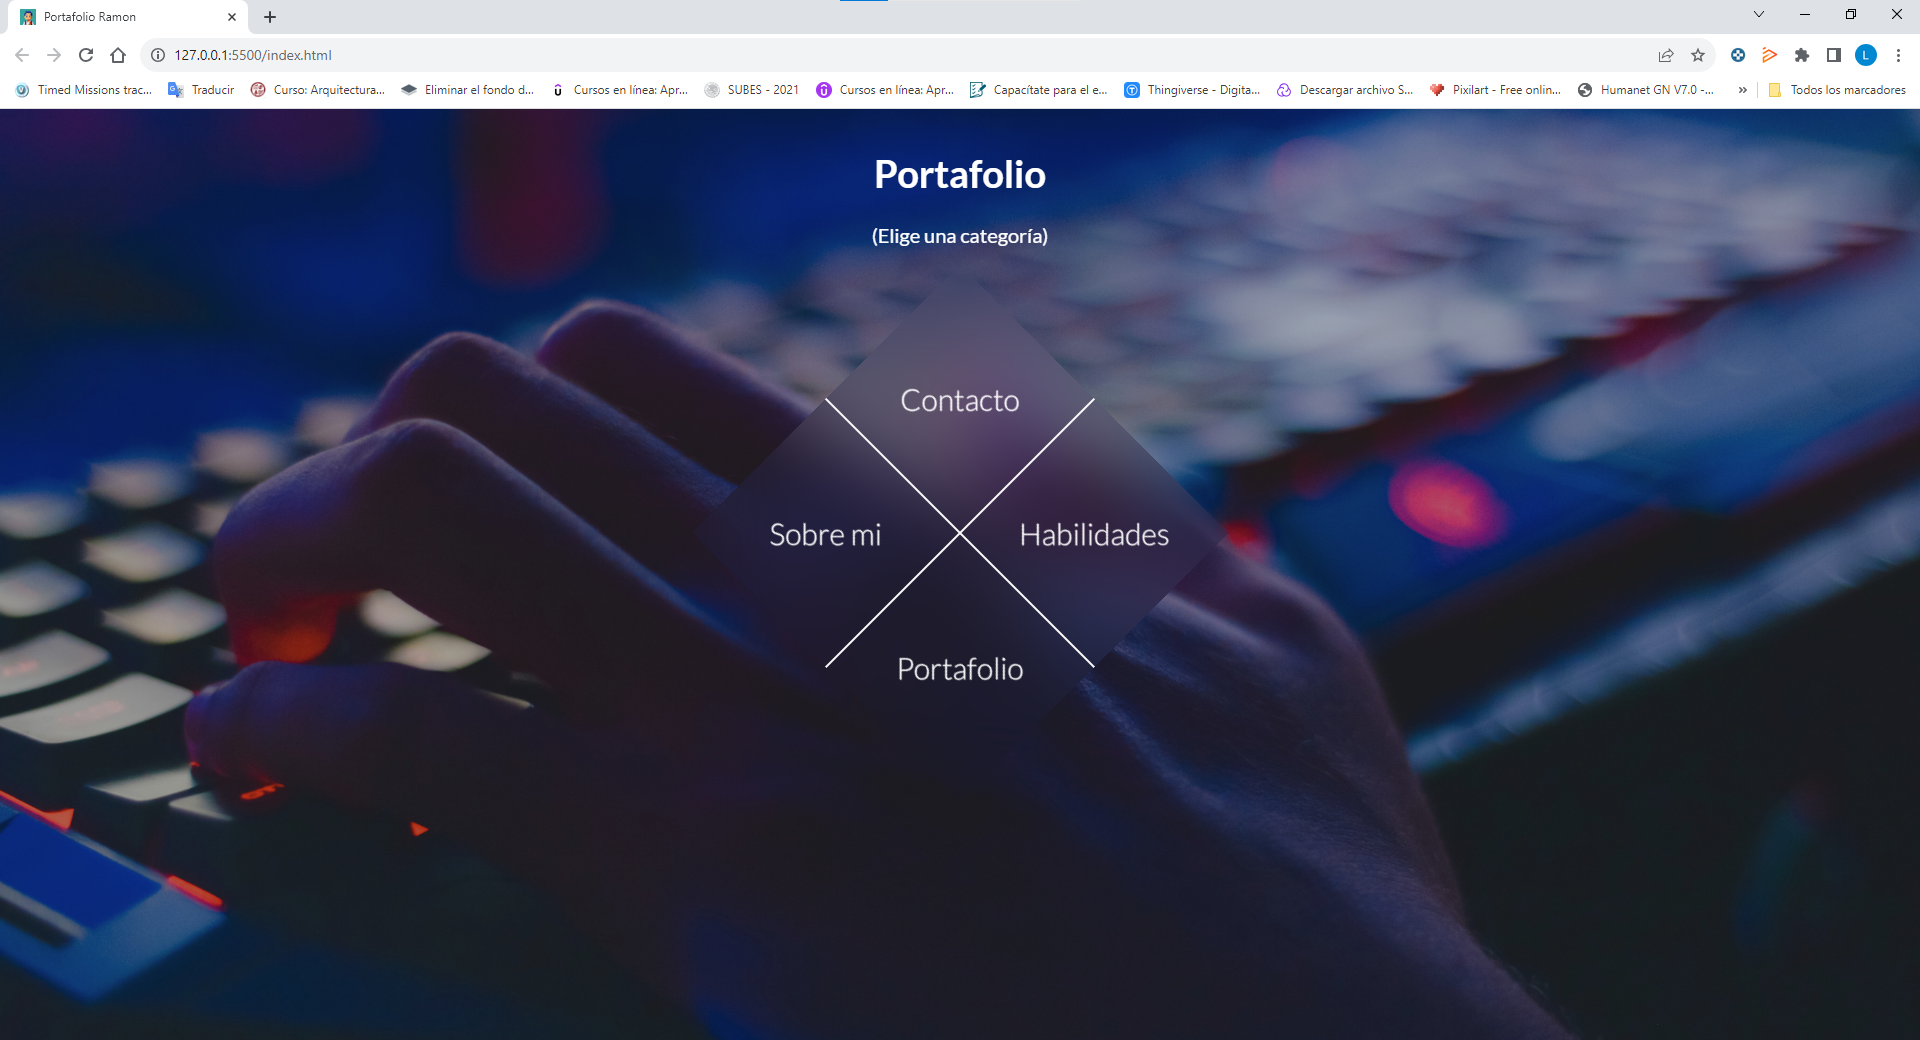 Portafolio Ramon
127.0.0.1:5500/index.html
L
Timed Missions trac... Traducir Curso: Arquitectura... Eliminar el fondo d... Cursos en línea: Apr... SUBES - 2021 Cursos en línea: Apr... Capacítate para el e... Thingiverse - Digita... Descargar archivo S... Pixilart - Free onlin... Humanet GN V7.0 -... » Todos los marcadores
Portafolio
(Elige una categoría)
Contacto
Sobre mi Habilidades
Portafolio